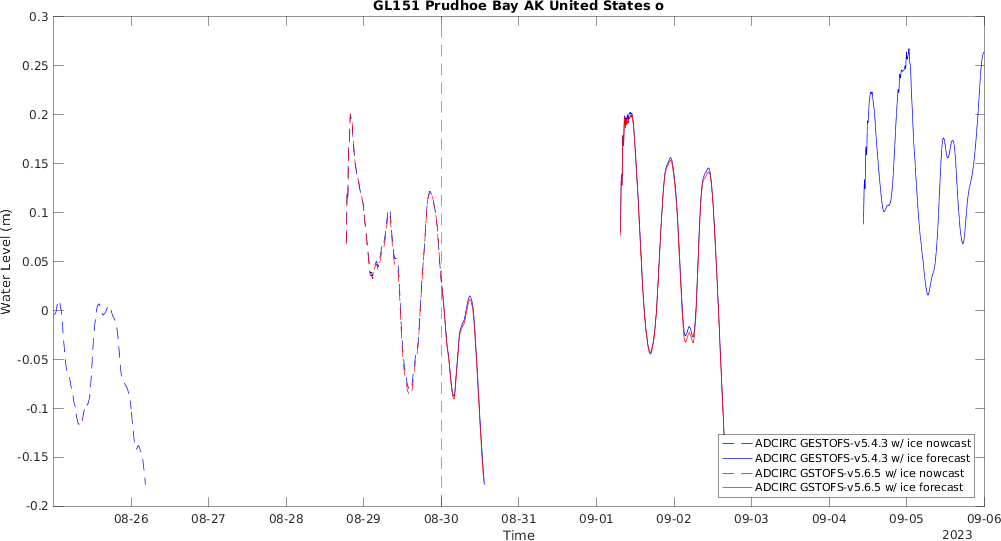 GL151 Prudhoe Bay AK United States o
0.3
0.25
0.2
0.15
0.1
0.05
0
-0.05
-0.1
-0.15
-0.2
Water Level (m)
ADCIRC GESTOFS-v5.4.3 w/ ice nowcast
ADCIRC GESTOFS-v5.4.3 w/ ice forecast
ADCIRC GSTOFS-v5.6.5 w/ ice nowcast
ADCIRC GSTOFS-v5.6.5 w/ ice forecast
08-26 08-27 08-28 08-29 08-30 08-31 09-01 09-02 09-03 09-04 09-05 09-06
Time
2023